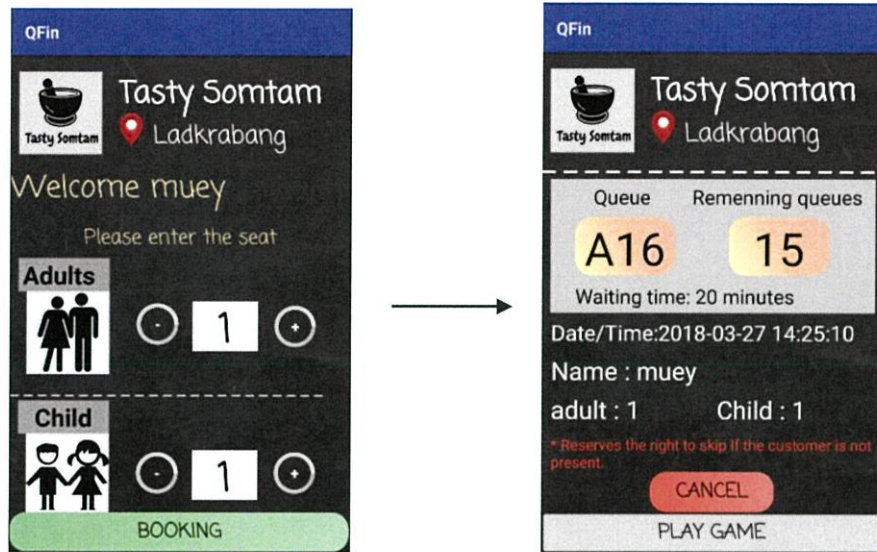 QFin
Tasty Somtam
Tasty Somtam
Ladkrabang
Welcome muey
Please enter the seat
Adults
- 1 +
Child
- 1 +
BOOKING
QFin
Tasty Somtam
Tasty Somtam
Ladkrabang
Queue Remenning queues
A16 15
Waiting time: 20 minutes
Date/Time:2018-03-27 14:25:10
Name : muey
adult : 1 Child : 1
* Reserves the right to skip If the customer is not
present.
CANCEL
PLAY GAME